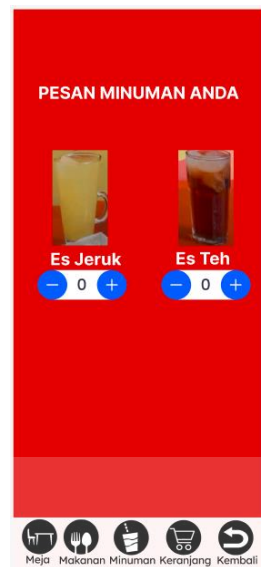 PESAN MINUMAN ANDA
Es Jeruk Es Teh
− 0 + − 0 +
Meja Makanan Minuman Keranjang Kembali